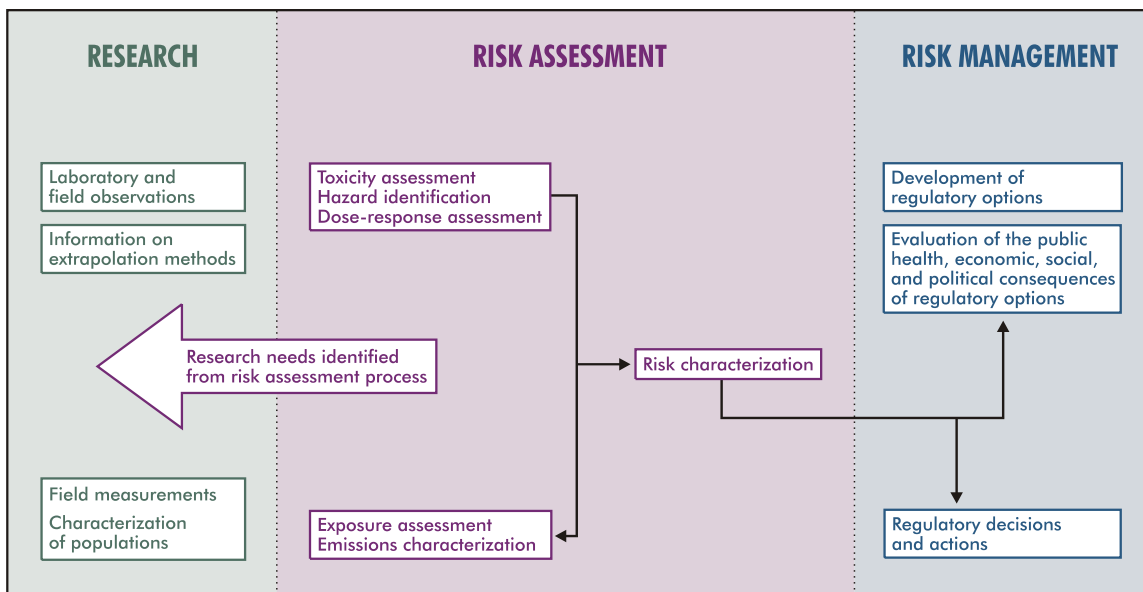 RESEARCH
Laboratory and
field observations
Information on
extrapolation methods
Field measurements
Characterization
of populations
RISK ASSESSMENT
Toxicity assessment
Hazard identification
Dose-response assessment
Research needs identified
from risk assessment process
Risk characterization
Exposure assessment
Emissions characterization
RISK MANAGEMENT
Development of
regulatory options
Evaluation of the public
health, economic, social,
and political consequences
of regulatory options
Regulatory decisions
and actions